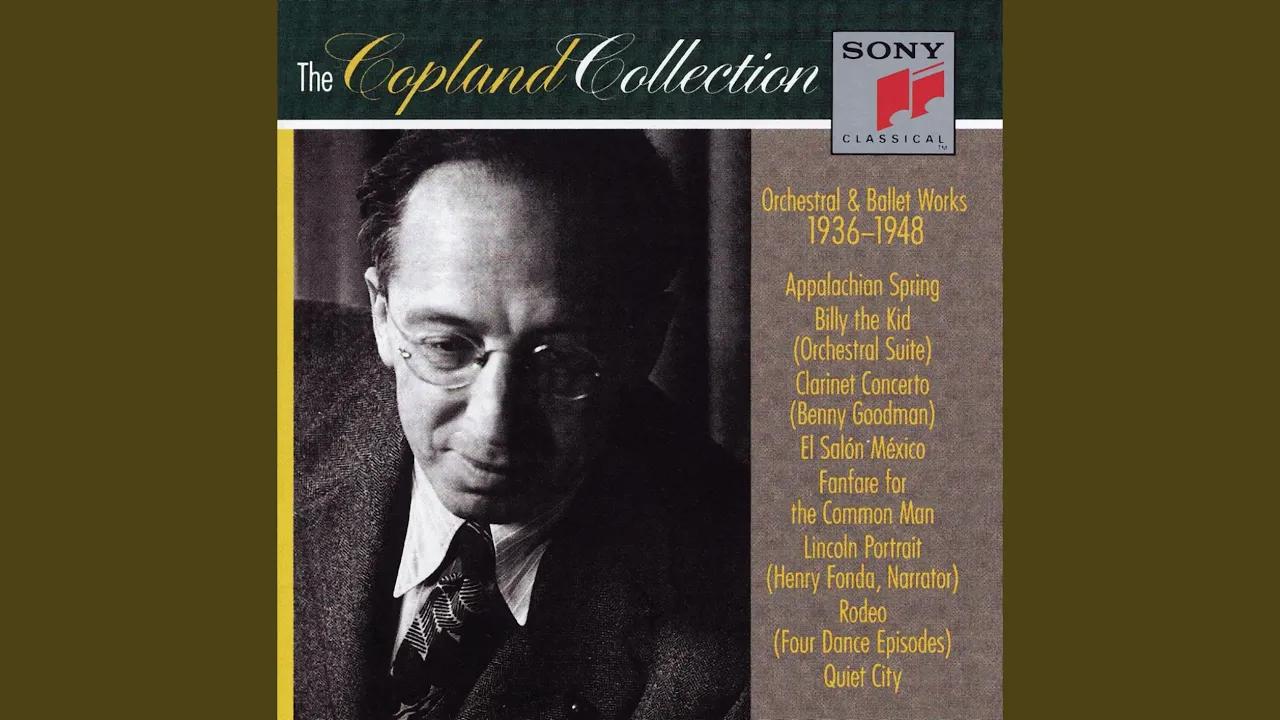 The Copland Collection
SONY
CLASSICAL
TM
Orchestral & Ballet Works
1936–1948
Appalachian Spring
Billy the Kid
(Orchestral Suite)
Clarinet Concerto
(Benny Goodman)
El Salón México
Fanfare for
the Common Man
Lincoln Portrait
(Henry Fonda, Narrator)
Rodeo
(Four Dance Episodes)
Quiet City